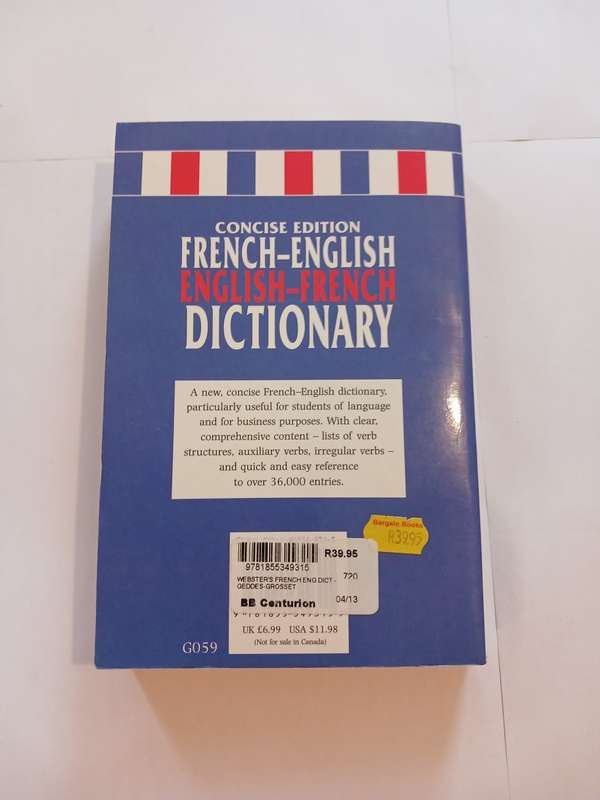 CONCISE EDITION
FRENCH–ENGLISH
ENGLISH–FRENCH
DICTIONARY
A new, concise French–English dictionary,
particularly useful for students of language
and for business purposes. With clear,
comprehensive content – lists of verb
structures, auxiliary verbs, irregular verbs –
and quick and easy reference
to over 36,000 entries.
Bargain Books
R39.95
R39.95
9781855349315
WEBSTER'S FRENCH ENG DICT - 720
GEDDES-GROSSET
BB Centurion 04/13
UK £6.99 USA $11.98
(Not for sale in Canada)
G059